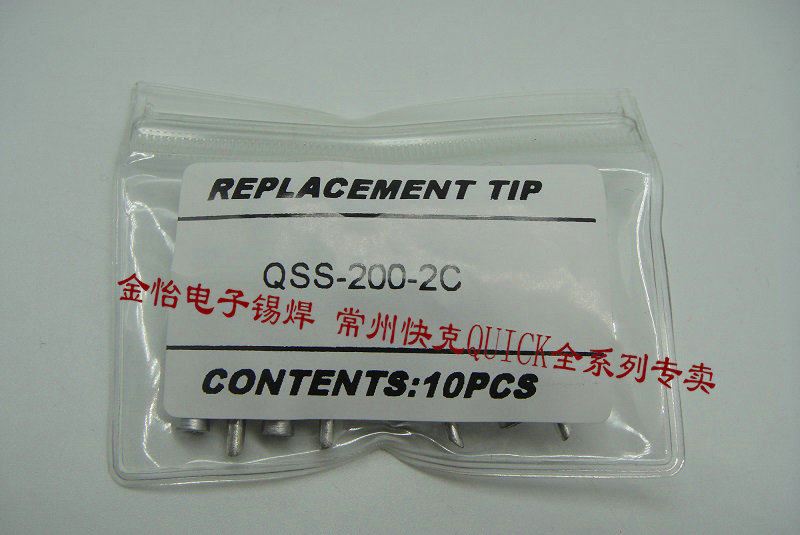 REPLACEMENT TIP
QSS-200-2C
金怡电子锡焊 常州快克QUICK全系列专卖
CONTENTS:10PCS